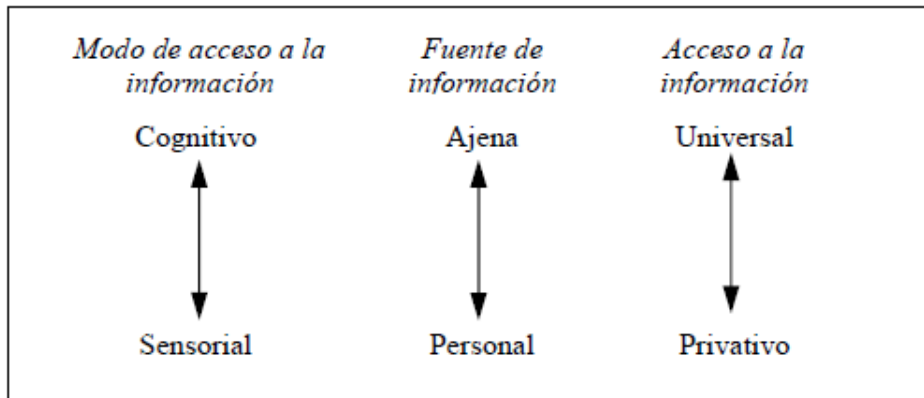 Modo de acceso a la
información
Fuente de
información
Acceso a la
información
Cognitivo
Ajena
Universal
Sensorial
Personal
Privativo